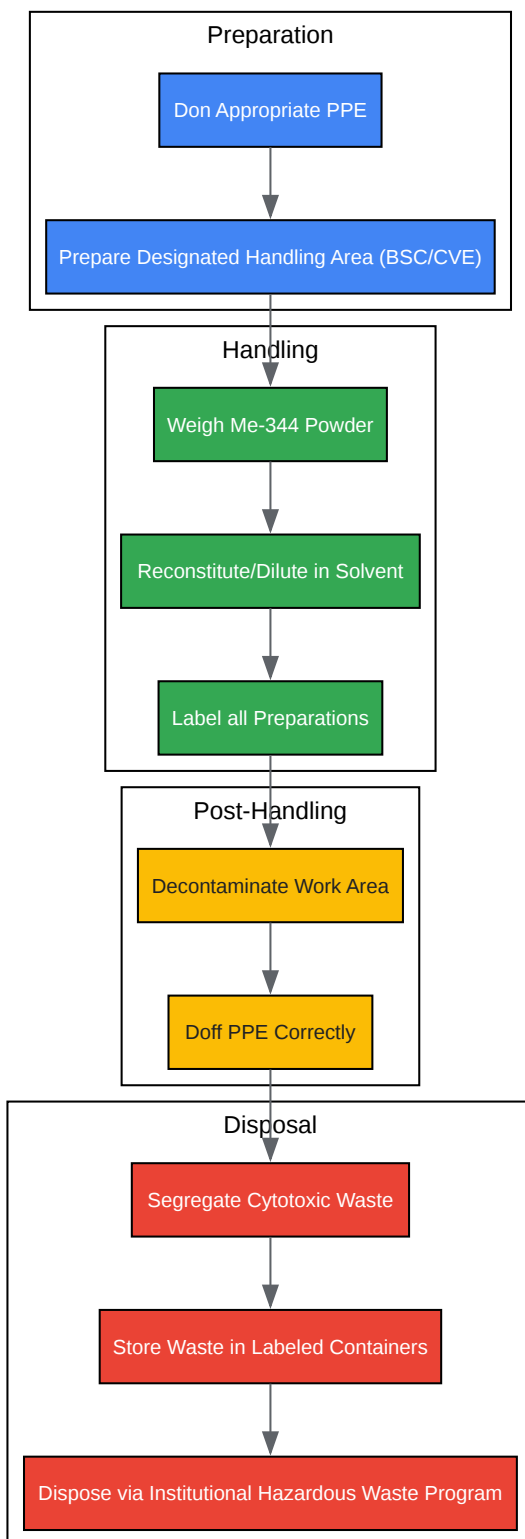 Preparation
Don Appropriate PPE
Prepare Designated Handling Area (BSC/CVE)
Handling
Weigh Me-344 Powder
Reconstitute/Dilute in Solvent
Label all Preparations
Post-Handling
Decontaminate Work Area
Doff PPE Correctly
Disposal
Segregate Cytotoxic Waste
Store Waste in Labeled Containers
Dispose via Institutional Hazardous Waste Program